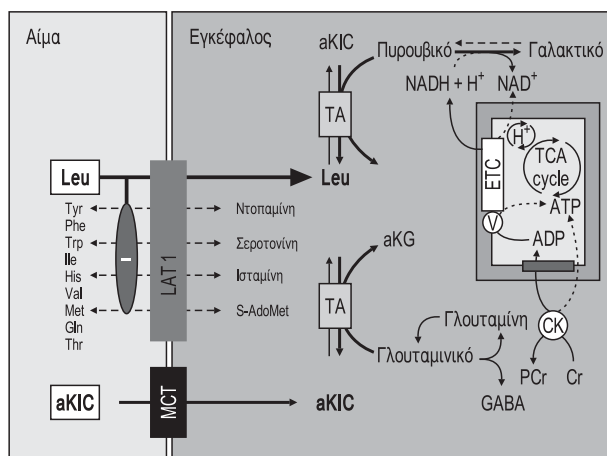 Αίμα
Εγκέφαλος
Leu
Tyr
Phe
Trp
Ile
His
Val
Met
Gln
Thr
I
LAT1
Ντοπαμίνη
Σεροτονίνη
Ισταμίνη
S-AdoMet
aKIC
MCT
aKIC
aKIC
TA
Leu
aKG
TA
Γλουταμίνη
Γλουταμινικό
GABA
Πυρουβικό
Γαλακτικό
NADH + H+
NAD+
H+
ETC
TCA
cycle
ATP
V
ADP
CK
PCr
Cr